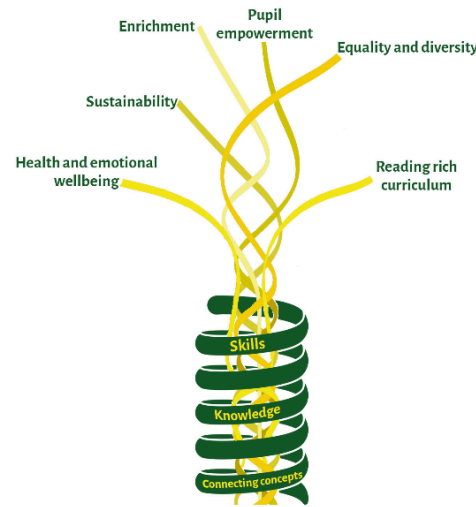 Enrichment
Pupil
empowerment
Equality and diversity
Sustainability
Health and emotional
wellbeing
Reading rich
curriculum
Skills
Knowledge
Connecting concepts